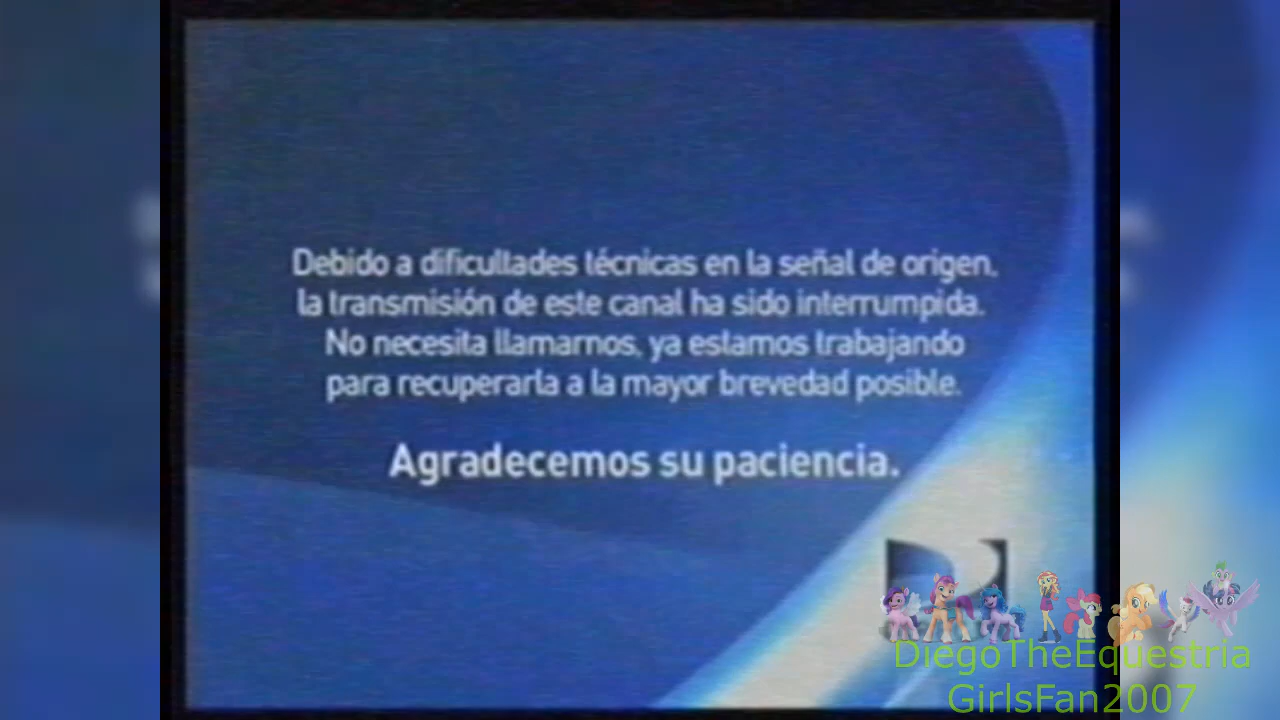 Debido a dificultades técnicas en la señal de origen,
la transmisión de este canal ha sido interrumpida.
No necesita llamarnos, ya estamos trabajando
para recuperarla a la mayor brevedad posible.
Agradecemos su paciencia.
DiegoTheEquestria
GirlsFan2007